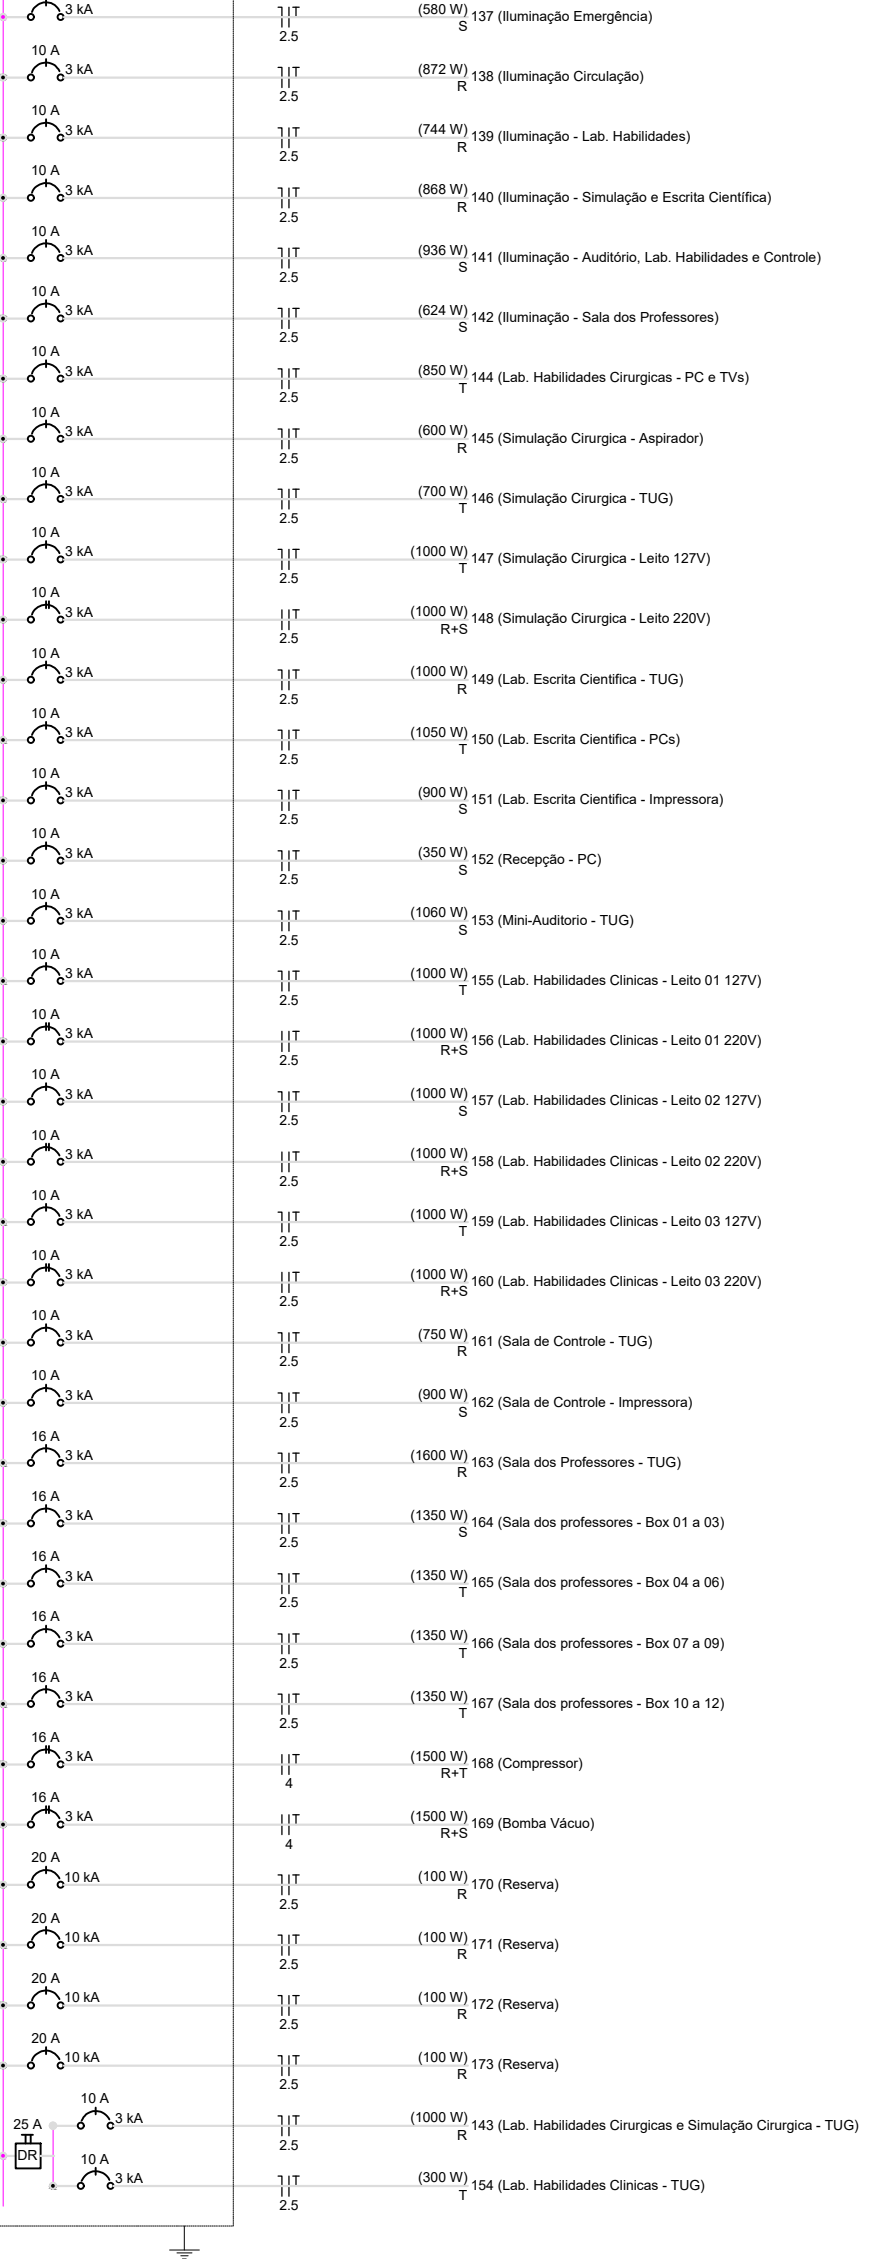 3 kA T (580 W) 137 (Iluminação Emergência)
2.5 S
10 A
3 kA T (872 W) 138 (Iluminação Circulação)
2.5 R
10 A
3 kA T (744 W) 139 (Iluminação - Lab. Habilidades)
2.5 R
10 A
3 kA T (868 W) 140 (Iluminação - Simulação e Escrita Científica)
2.5 R
10 A
3 kA T (936 W) 141 (Iluminação - Auditório, Lab. Habilidades e Controle)
2.5 S
10 A
3 kA T (624 W) 142 (Iluminação - Sala dos Professores)
2.5 S
10 A
3 kA T (850 W) 144 (Lab. Habilidades Cirurgicas - PC e TVs)
2.5 T
10 A
3 kA T (600 W) 145 (Simulação Cirurgica - Aspirador)
2.5 R
10 A
3 kA T (700 W) 146 (Simulação Cirurgica - TUG)
2.5 T
10 A
3 kA T (1000 W) 147 (Simulação Cirurgica - Leito 127V)
2.5 T
10 A
3 kA T (1000 W) 148 (Simulação Cirurgica - Leito 220V)
2.5 R+S
10 A
3 kA T (1000 W) 149 (Lab. Escrita Cientifica - TUG)
2.5 R
10 A
3 kA T (1050 W) 150 (Lab. Escrita Cientifica - PCs)
2.5 T
10 A
3 kA T (900 W) 151 (Lab. Escrita Cientifica - Impressora)
2.5 S
10 A
3 kA T (350 W) 152 (Recepção - PC)
2.5 S
10 A
3 kA T (1060 W) 153 (Mini-Auditorio - TUG)
2.5 S
10 A
3 kA T (1000 W) 155 (Lab. Habilidades Clinicas - Leito 01 127V)
2.5 T
10 A
3 kA T (1000 W) 156 (Lab. Habilidades Clinicas - Leito 01 220V)
2.5 R+S
10 A
3 kA T (1000 W) 157 (Lab. Habilidades Clinicas - Leito 02 127V)
2.5 S
10 A
3 kA T (1000 W) 158 (Lab. Habilidades Clinicas - Leito 02 220V)
2.5 R+S
10 A
3 kA T (1000 W) 159 (Lab. Habilidades Clinicas - Leito 03 127V)
2.5 T
10 A
3 kA T (1000 W) 160 (Lab. Habilidades Clinicas - Leito 03 220V)
2.5 R+S
10 A
3 kA T (750 W) 161 (Sala de Controle - TUG)
2.5 R
10 A
3 kA T (900 W) 162 (Sala de Controle - Impressora)
2.5 S
16 A
3 kA T (1600 W) 163 (Sala dos Professores - TUG)
2.5 R
16 A
3 kA T (1350 W) 164 (Sala dos professores - Box 01 a 03)
2.5 S
16 A
3 kA T (1350 W) 165 (Sala dos professores - Box 04 a 06)
2.5 T
16 A
3 kA T (1350 W) 166 (Sala dos professores - Box 07 a 09)
2.5 T
16 A
3 kA T (1350 W) 167 (Sala dos professores - Box 10 a 12)
2.5 T
16 A
3 kA T (1500 W) 168 (Compressor)
4 R+T
16 A
3 kA T (1500 W) 169 (Bomba Vácuo)
4 R+S
20 A
10 kA T (100 W) 170 (Reserva)
2.5 R
20 A
10 kA T (100 W) 171 (Reserva)
2.5 R
20 A
10 kA T (100 W) 172 (Reserva)
2.5 R
20 A
10 kA T (100 W) 173 (Reserva)
2.5 R
10 A
25 A 3 kA T (1000 W) 143 (Lab. Habilidades Cirurgicas e Simulação Cirurgica - TUG)
2.5 R
DR
10 A
3 kA T (300 W) 154 (Lab. Habilidades Clinicas - TUG)
2.5 T